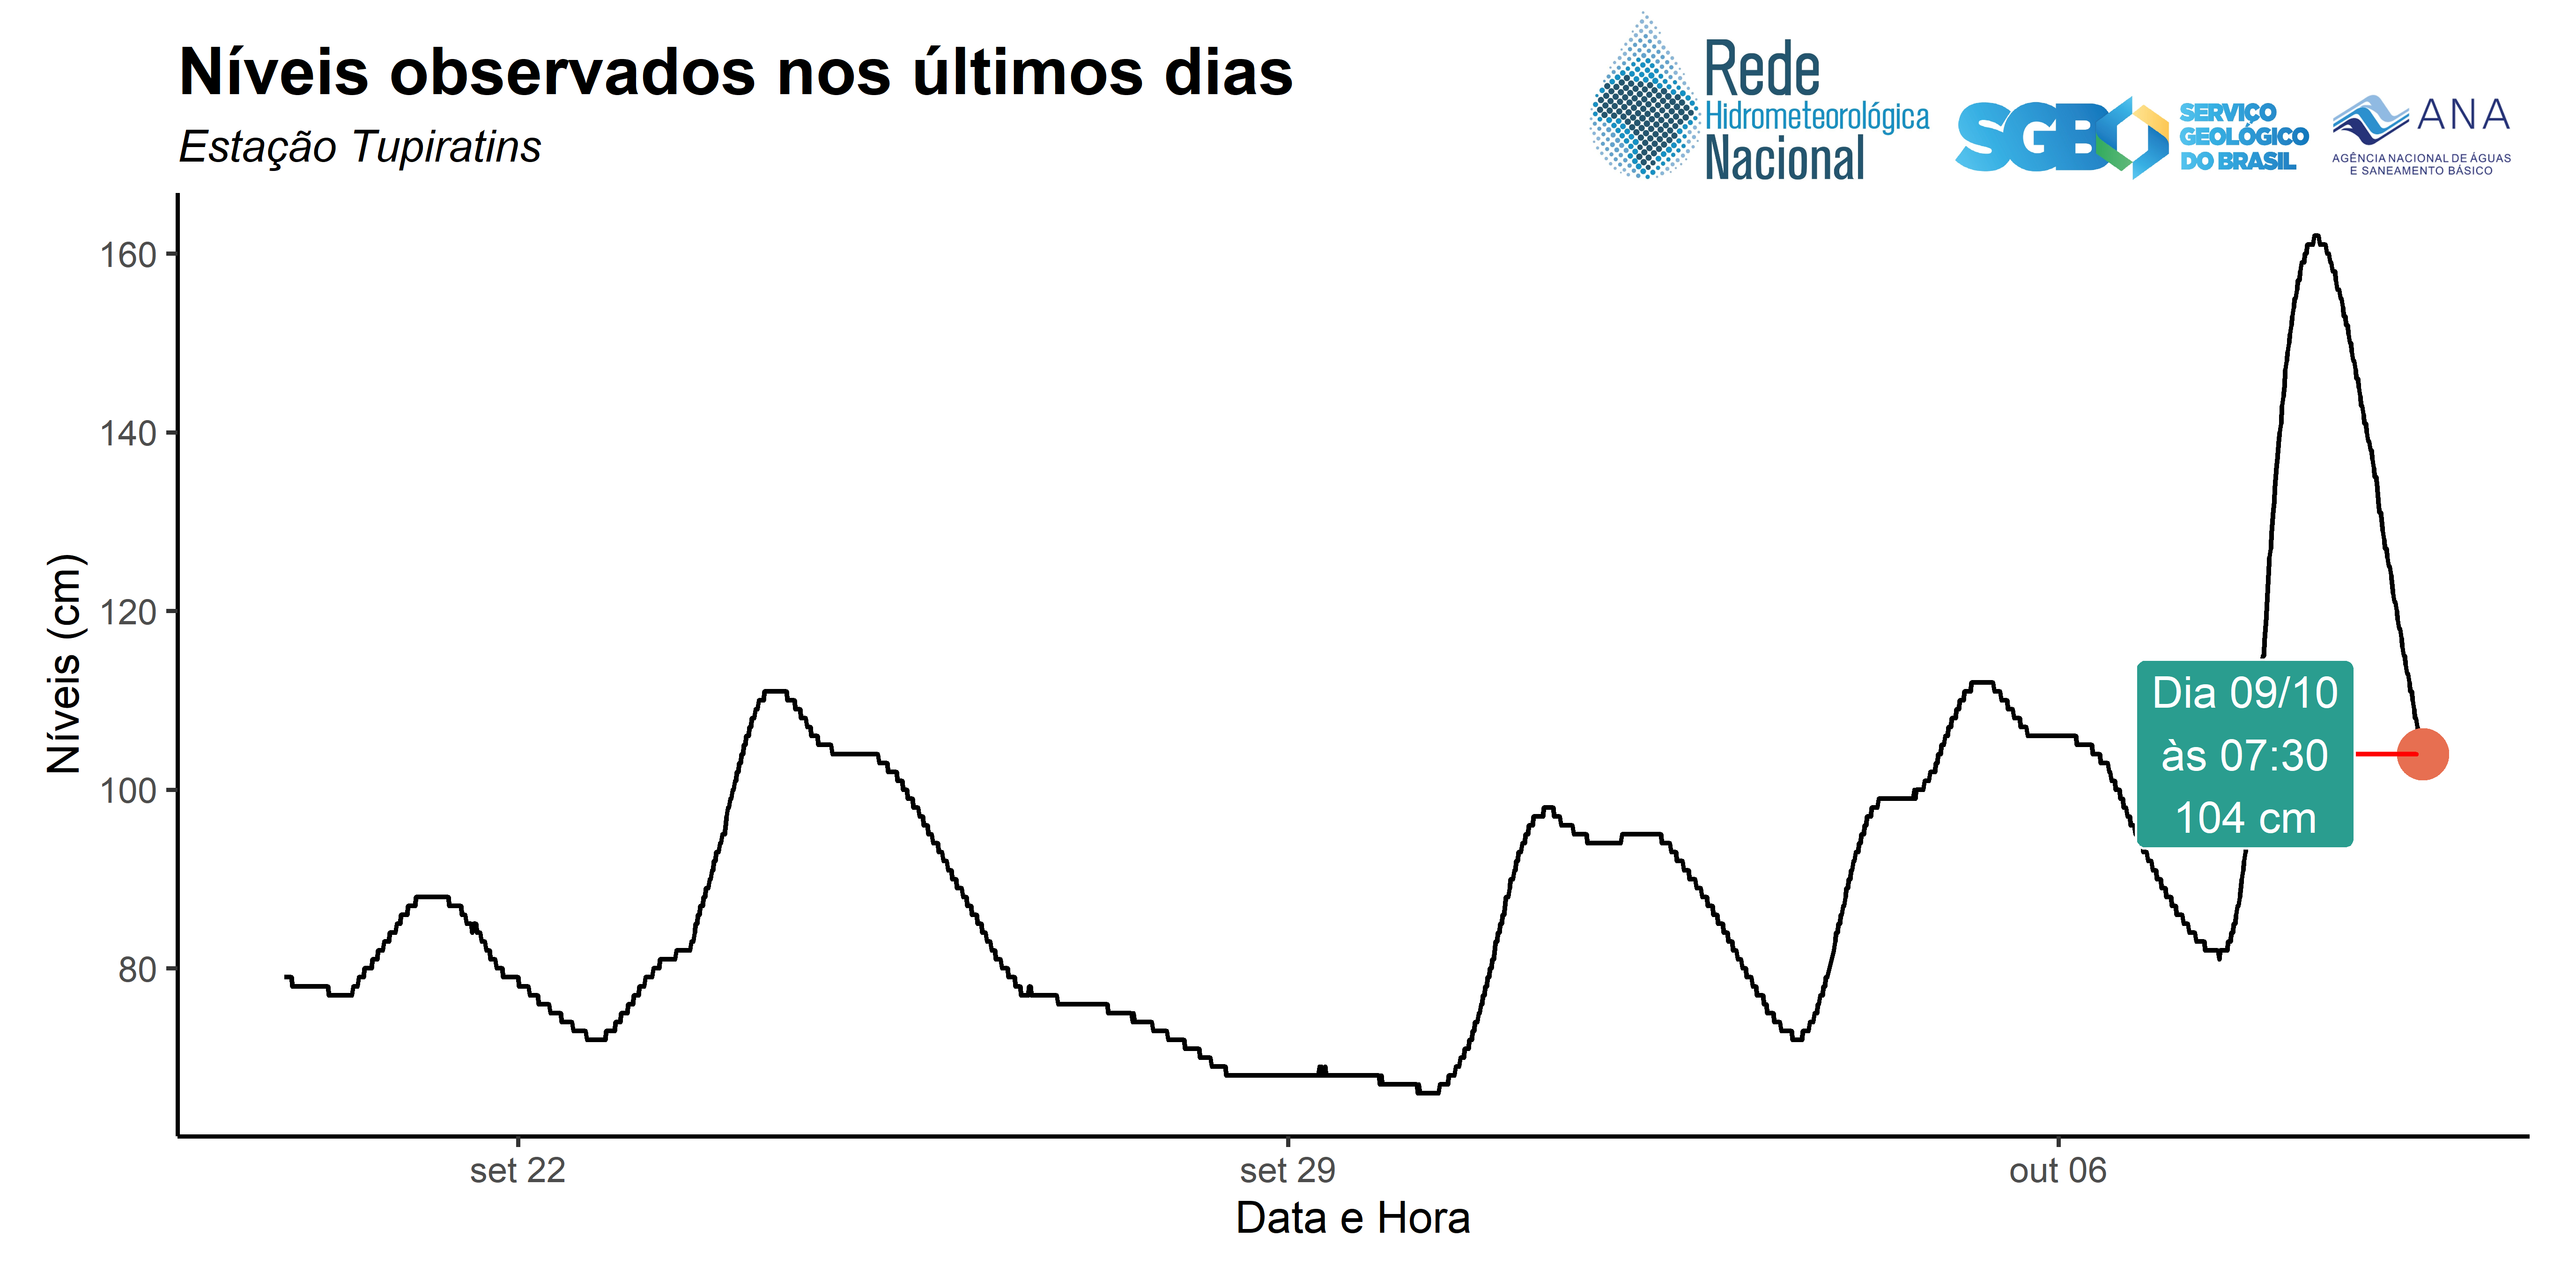 Níveis observados nos últimos dias
Estação Tupiratins
Rede
Hidrometeorológica
Nacional
SGB
SERVIÇO
GEOLÓGICO
DO BRASIL
ANA
AGÊNCIA NACIONAL DE ÁGUAS
E SANEAMENTO BÁSICO
Níveis (cm)
160
140
120
100
80
Dia 09/10
às 07:30
104 cm
set 22
set 29
out 06
Data e Hora